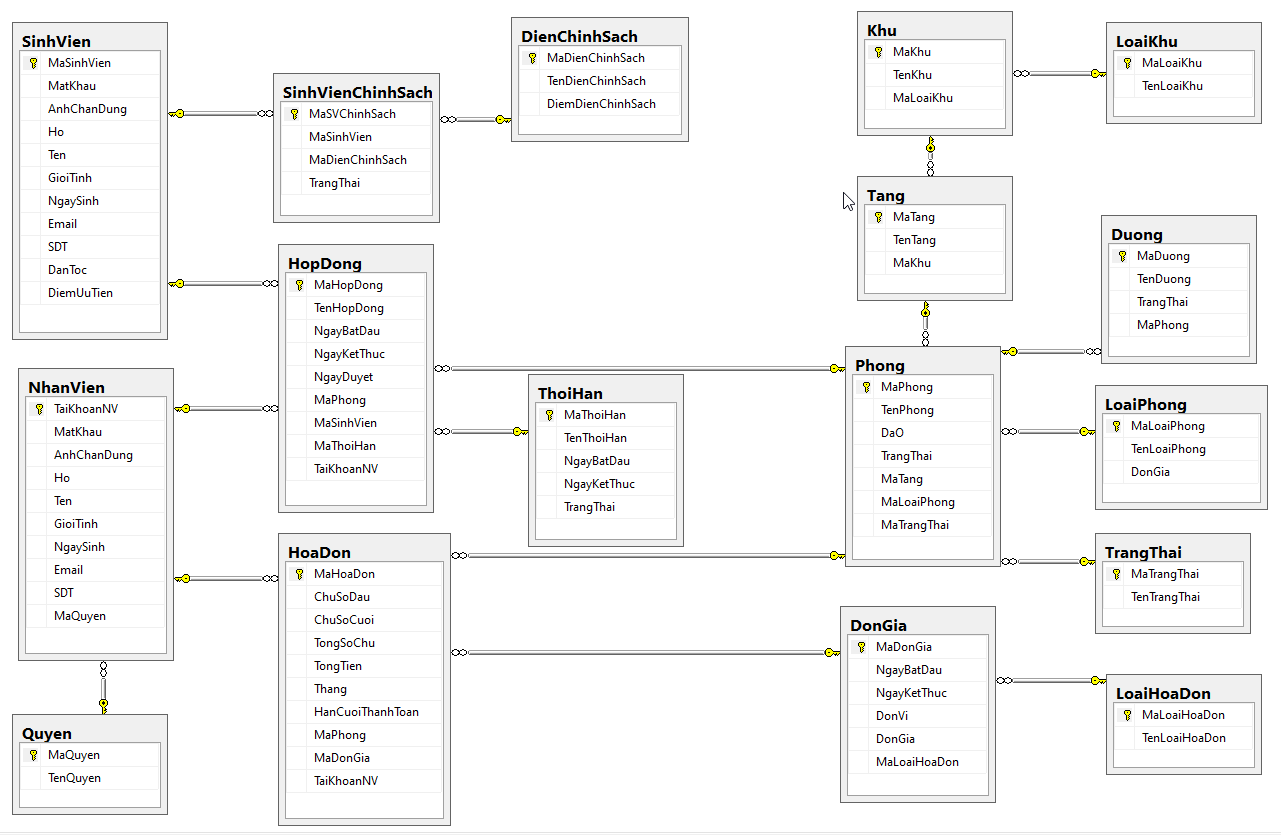 SinhVien
MaSinhVien
MatKhau
AnhChanDung
Ho
Ten
GioiTinh
NgaySinh
Email
SDT
DanToc
DiemUuTien
SinhVienChinhSach
MaSVChinhSach
MaSinhVien
MaDienChinhSach
TrangThai
DienChinhSach
MaDienChinhSach
TenDienChinhSach
DiemDienChinhSach
Khu
MaKhu
TenKhu
MaLoaiKhu
LoaiKhu
MaLoaiKhu
TenLoaiKhu
Tang
MaTang
TenTang
MaKhu
Duong
MaDuong
TenDuong
TrangThai
MaPhong
HopDong
MaHopDong
TenHopDong
NgayBatDau
NgayKetThuc
NgayDuyet
MaPhong
MaSinhVien
MaThoiHan
TaiKhoanNV
NhanVien
TaiKhoanNV
MatKhau
AnhChanDung
Ho
Ten
GioiTinh
NgaySinh
Email
SDT
MaQuyen
ThoiHan
MaThoiHan
TenThoiHan
NgayBatDau
NgayKetThuc
TrangThai
Phong
MaPhong
TenPhong
DaO
TrangThai
MaTang
MaLoaiPhong
MaTrangThai
LoaiPhong
MaLoaiPhong
TenLoaiPhong
DonGia
TrangThai
MaTrangThai
TenTrangThai
HoaDon
MaHoaDon
ChuSoDau
ChuSoCuoi
TongSoChu
TongTien
Thang
HanCuoiThanhToan
MaPhong
MaDonGia
TaiKhoanNV
DonGia
MaDonGia
NgayBatDau
NgayKetThuc
DonVi
DonGia
MaLoaiHoaDon
LoaiHoaDon
MaLoaiHoaDon
TenLoaiHoaDon
Quyen
MaQuyen
TenQuyen